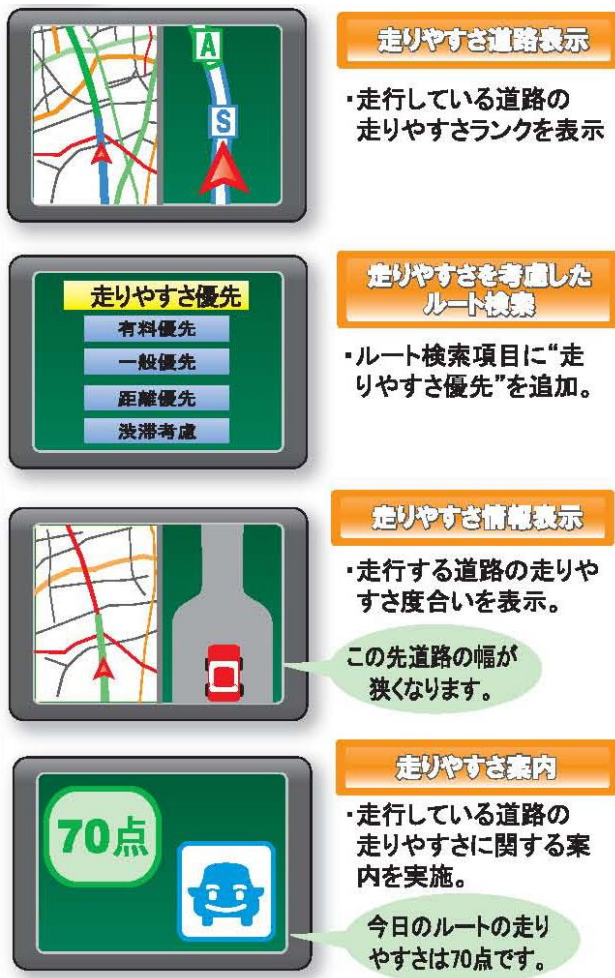 A
S
走りやすさ道路表示
・走行している道路の
走りやすさランクを表示
走りやすさ優先
有料優先
一般優先
距離優先
渋滞考慮
走りやすさを考慮した
ルート検索
・ルート検索項目に“走
りやすさ優先”を追加。
走りやすさ情報表示
・走行する道路の走りや
すさ度合いを表示。
この先道路の幅が
狭くなります。
70点
走りやすさ案内
・走行している道路の
走りやすさに関する案
内を実施。
今日のルートの走り
やすさは70点です。